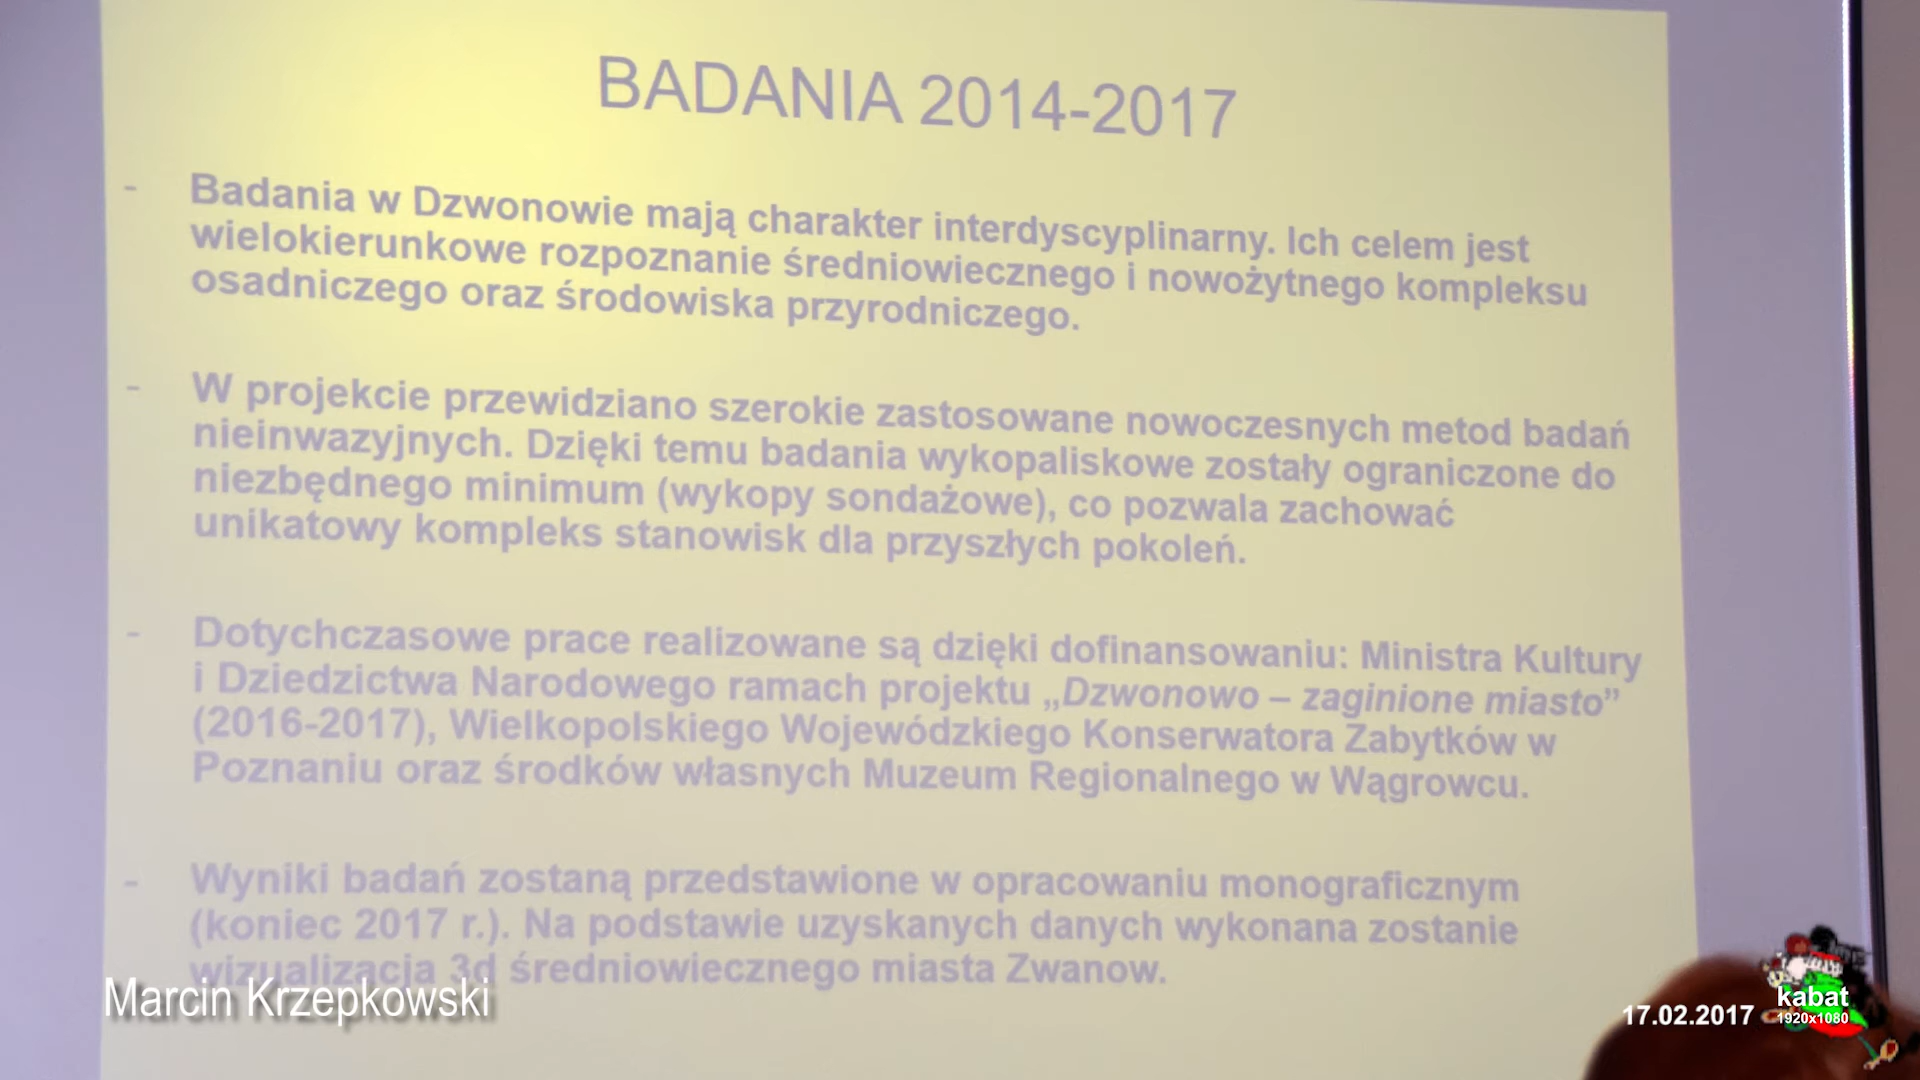 BADANIA 2014-2017
- Badania w Dzwonowie mają charakter interdyscyplinarny. Ich celem jest
wielokierunkowe rozpoznanie średniowiecznego i nowożytnego kompleksu
osadniczego oraz środowiska przyrodniczego.
- W projekcie przewidziano szerokie zastosowane nowoczesnych metod badań
nieinwazyjnych. Dzięki temu badania wykopaliskowe zostały ograniczone do
niezbędnego minimum (wykopy sondażowe), co pozwala zachować
unikatowy kompleks stanowisk dla przyszłych pokoleń.
- Dotychczasowe prace realizowane są dzięki dofinansowaniu: Ministra Kultury
i Dziedzictwa Narodowego ramach projektu „Dzwonowo – zaginione miasto”
(2016-2017), Wielkopolskiego Wojewódzkiego Konserwatora Zabytków w
Poznaniu oraz środków własnych Muzeum Regionalnego w Wągrowcu.
- Wyniki badań zostaną przedstawione w opracowaniu monograficznym
(koniec 2017 r.). Na podstawie uzyskanych danych wykonana zostanie
wizualizacja 3d średniowiecznego miasta Zwanow.
Marcin Krzepkowski
17.02.2017
kabat
1920x1080